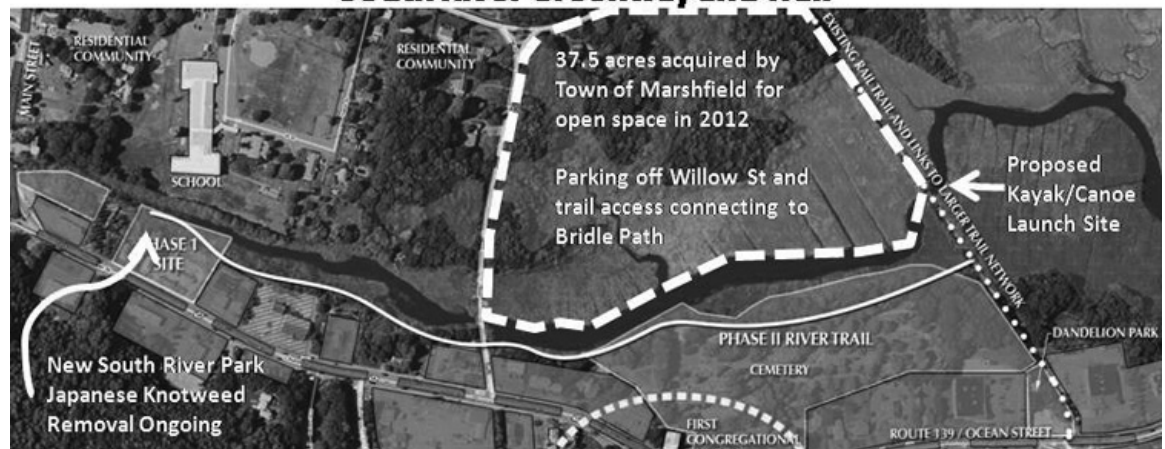 MAIN STREET
RESIDENTIAL
COMMUNITY
SCHOOL
RESIDENTIAL
COMMUNITY
37.5 acres acquired by
Town of Marshfield for
open space in 2012
Parking off Willow St and
trail access connecting to
Bridle Path
EXISTING RAIL TRAIL AND LINKS TO LARGER TRAIL NETWORK
Proposed
Kayak/Canoe
Launch Site
PHASE 1
SITE
New South River Park
Japanese Knotweed
Removal Ongoing
PHASE II RIVER TRAIL
CEMETERY
DANDELION PARK
FIRST
CONGREGATIONAL
ROUTE 139 / OCEAN STREET